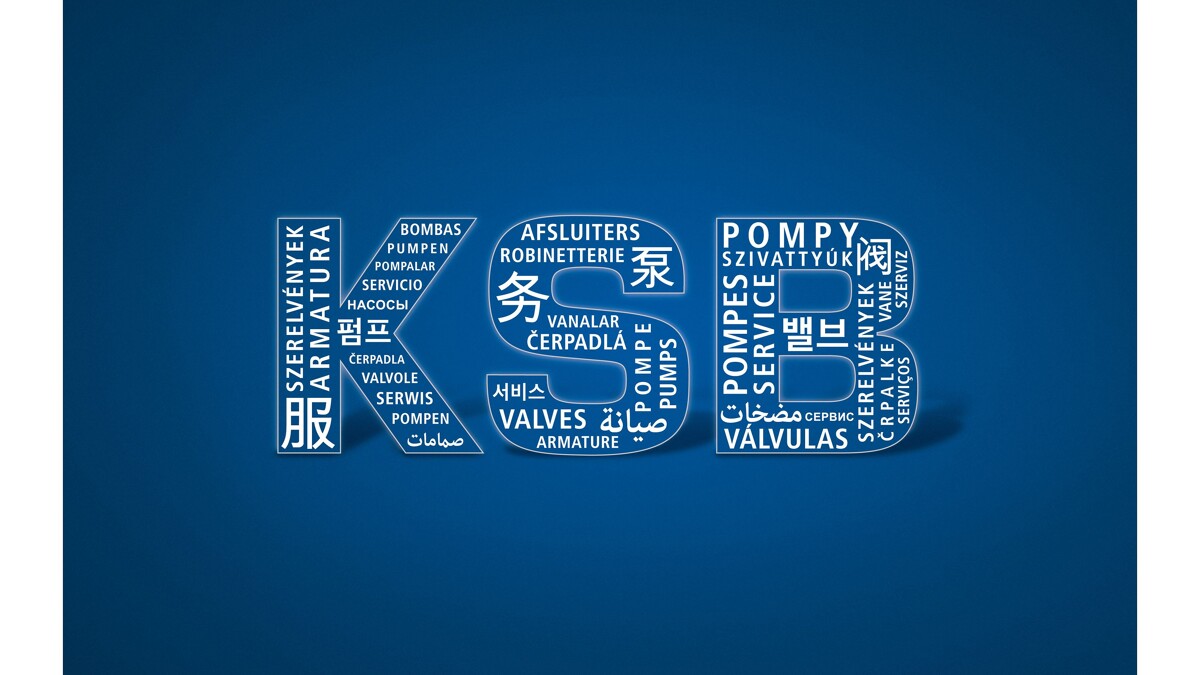 SZERELVÉNYEK
ARMATURA
服
BOMBAS
PUMPEN
POMPALAR
SERVICIO
НАСОСЫ
펌프
ČERPADLA
VALVOLE
SERWIS
POMPEN
صمامات
AFSLUITERS
ROBINETTERIE
泵
务
VANALAR
ČERPADLÁ
POMPE
PUMPS
서비스
VALVES
صيانة
ARMATURE
POMPY
SZIVATTYÚK
阀
POMPES
SERVICE
밸브
SZERELVÉNYEK
VANE
SZERVIZ
ČRPALKE
SERVIÇOS
مضخات
СЕРВИС
VÁLVULAS